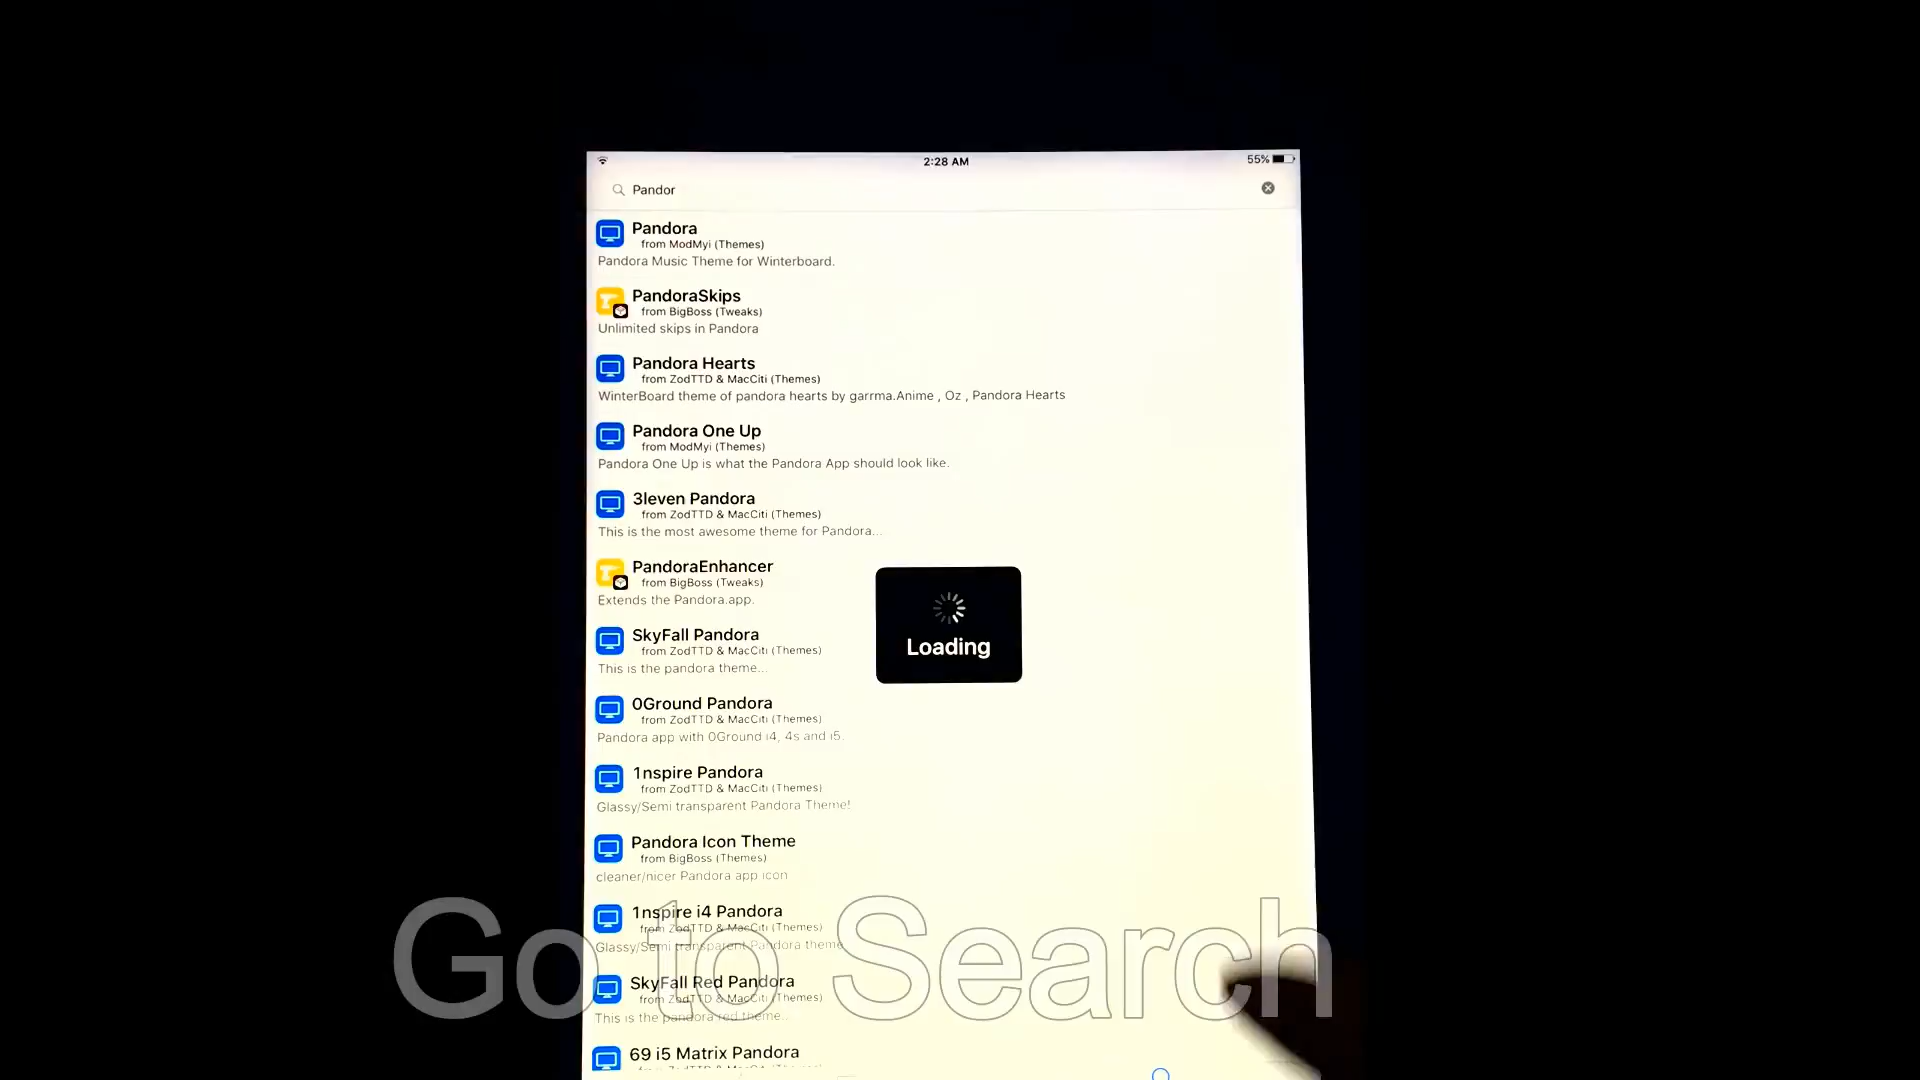 2:28 AM
55%
Pandor
Pandora
from ModMyi (Themes)
Pandora Music Theme for Winterboard.
PandoraSkips
from BigBoss (Tweaks)
Unlimited skips in Pandora
Pandora Hearts
from ZodTTD & MacCiti (Themes)
WinterBoard theme of pandora hearts by garrma.Anime , Oz , Pandora Hearts
Pandora One Up
from ModMyi (Themes)
Pandora One Up is what the Pandora App should look like.
3leven Pandora
from ZodTTD & MacCiti (Themes)
This is the most awesome theme for Pandora...
PandoraEnhancer
from BigBoss (Tweaks)
Extends the Pandora.app.
Loading
SkyFall Pandora
from ZodTTD & MacCiti (Themes)
This is the pandora theme...
0Ground Pandora
from ZodTTD & MacCiti (Themes)
Pandora app with 0Ground i4, 4s and i5.
1nspire Pandora
from ZodTTD & MacCiti (Themes)
Glassy/Semi transparent Pandora Theme!
Pandora Icon Theme
from BigBoss (Themes)
cleaner/nicer Pandora app icon
1nspire i4 Pandora
from ZodTTD & MacCiti (Themes)
Glassy/Semi transparent Pandora theme
Go to Search
SkyFall Red Pandora
from ZodTTD & MacCiti (Themes)
This is the pandora red theme..
69 i5 Matrix Pandora